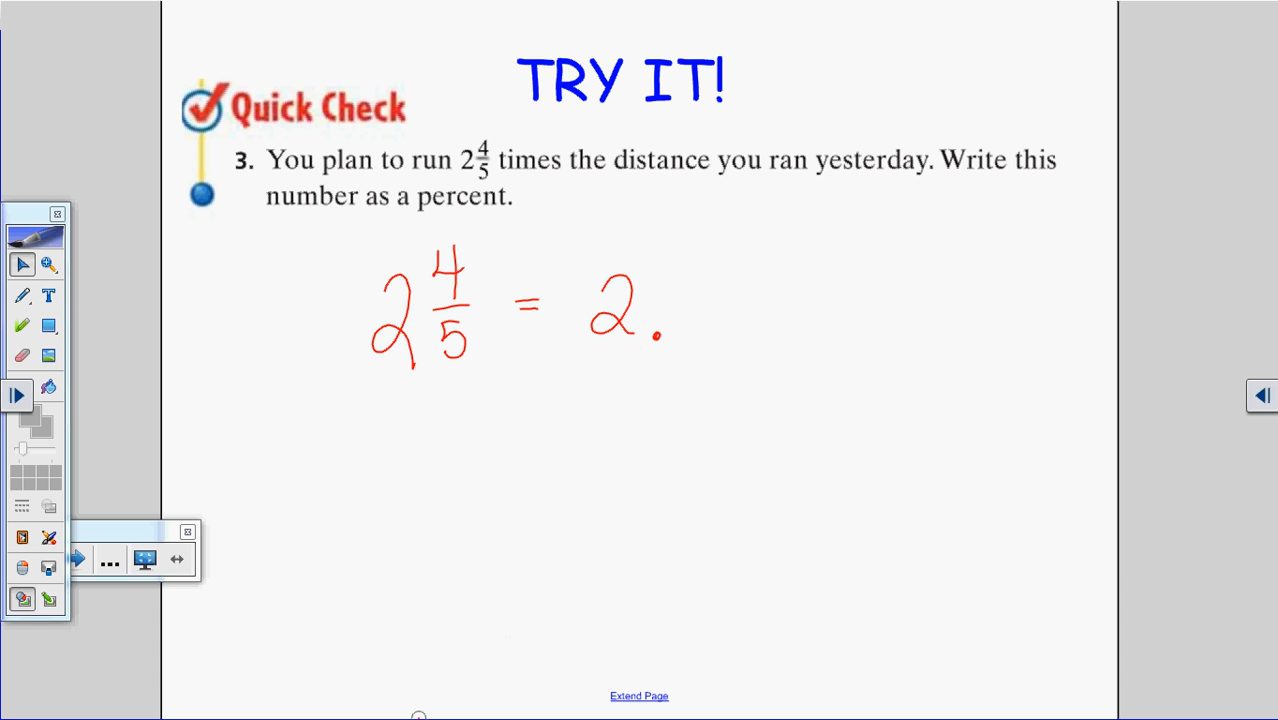 TRY IT!
Quick Check
3. You plan to run 2 4/5 times the distance you ran yesterday. Write this
number as a percent.
2 4/5 = 2.
Extend Page